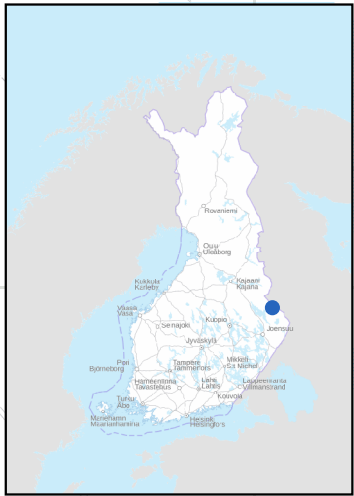 Rovaniemi
Oulu
Uleåborg
Kajaani
Kajana
Kokkola
Karleby
Vaasa
Vasa
Kuopio
Seinäjoki
Joensuu
Jyväskylä
Pori
Björneborg
Tampere
Tammerfors
Mikkeli
S:t Michel
Hämeenlinna
Tavastehus
Lahti
Lahtis
Lappeenranta
Villmanstrand
Turku
Åbo
Kouvola
Mariehamn
Maarianhamina
Helsinki
Helsingfors